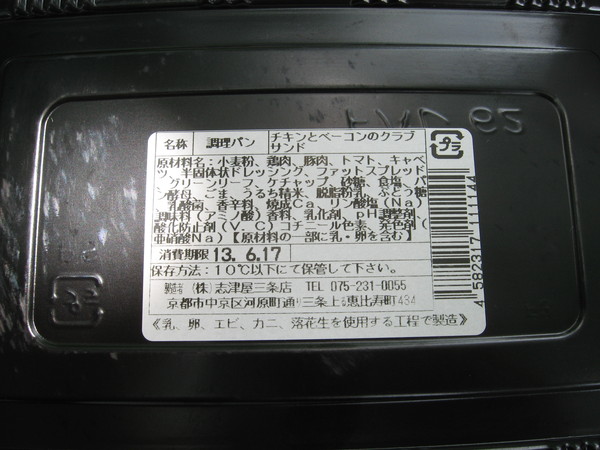 名称 調理パン チキンとベーコンのクラブ
サンド
プラ
原材料名：小麦粉、鶏肉、豚肉、トマト、キャベ
ツ、半固体状ドレッシング、ファットスプレッド
、グリーンリーフ、ケチャップ、砂糖、食塩、パ
ン酵母、ごま、うるち精米、脱脂粉乳、ぶどう糖
、乳酸菌、香辛料、焼成Ca、リン酸塩(Na)
調味料(アミノ酸)香料、乳化剤、pH調整剤、
酸化防止剤(V.C)コチニール色素、発色剤(
亜硝酸Na)【原材料の一部に乳・卵を含む】
消費期限 13. 6.17
保存方法：10℃以下にて保管して下さい。
(株)志津屋三条店 TEL 075-231-0055
京都市中京区河原町通三条上る恵比寿町434
《乳、卵、エビ、カニ、落花生を使用する工程で製造》
4 582317 111144